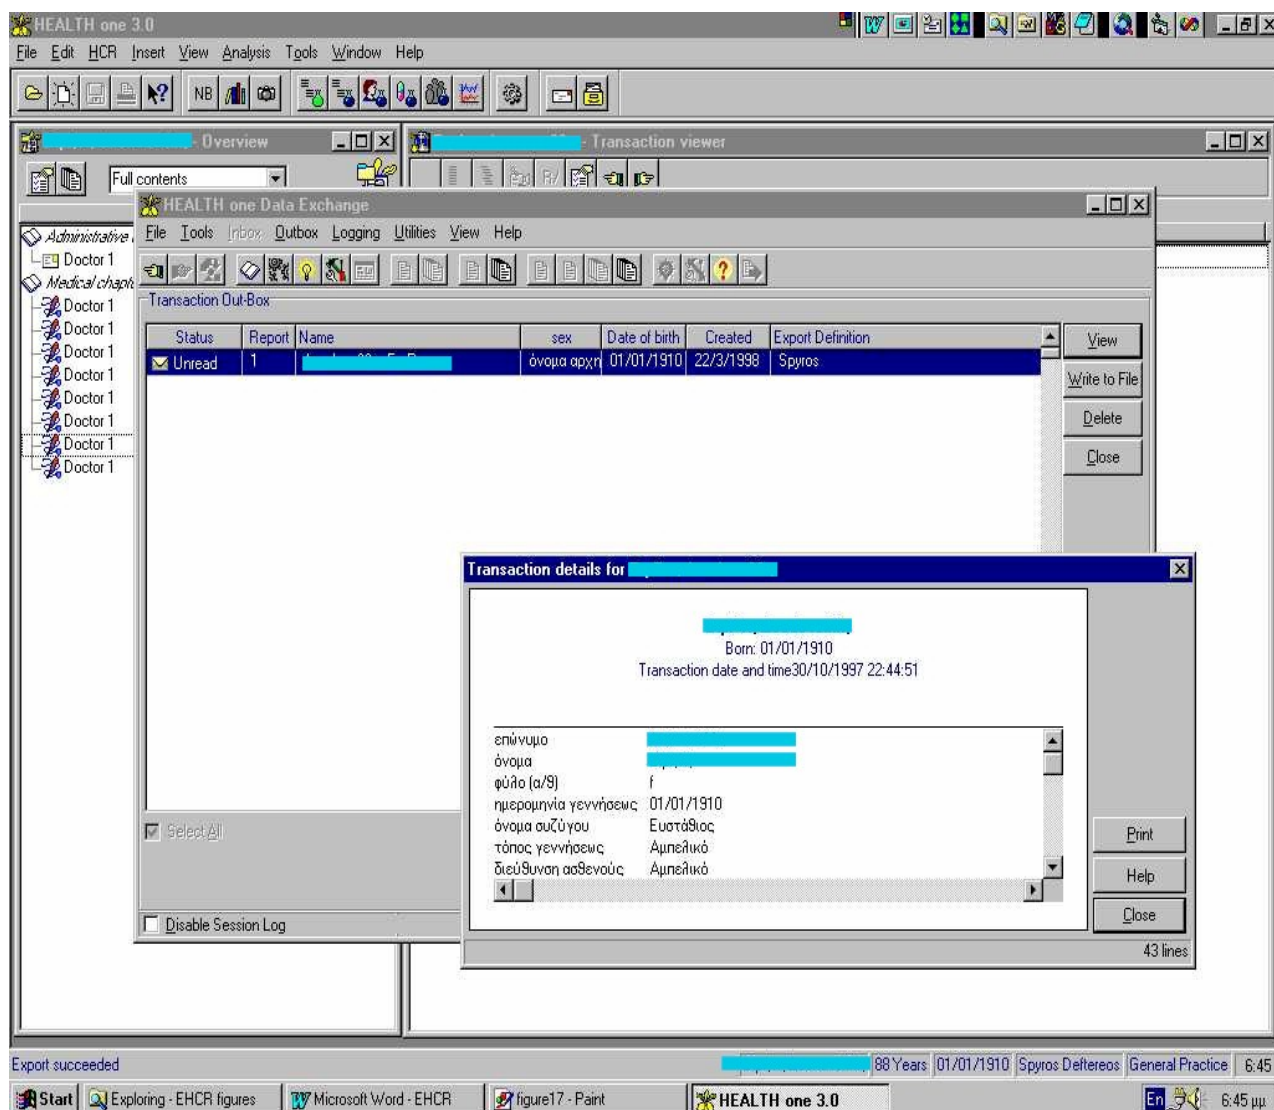 HEALTH one 3.0
File Edit HCR Insert View Analysis Tools Window Help
NB
- Overview
- Transaction viewer
Full contents
R/
HEALTH one Data Exchange
File Tools Inbox Outbox Logging Utilities View Help
Administrative
Doctor 1
Medical chapt
Doctor 1
Doctor 1
Doctor 1
Doctor 1
Doctor 1
Doctor 1
Doctor 1
Doctor 1
Transaction Out-Box
Status Report Name sex Date of birth Created Export Definition
Unread 1 όνομα αρχη 01/01/1910 22/3/1998 Spyros
View
Write to File
Delete
Close
Select All
Disable Session Log
Transaction details for
Born: 01/01/1910
Transaction date and time30/10/1997 22:44:51
επώνυμο
όνομα
φύλο (α/θ) f
ημερομηνία γεννήσεως 01/01/1910
όνομα συζύγου Ευστάθιος
τόπος γεννήσεως Αμπελικό
διεύθυνση ασθενούς Αμπελικό
Print
Help
Close
43 lines
Export succeeded
88 Years 01/01/1910 Spyros Deftereos General Practice 6:45
Start Exploring - EHCR figures Microsoft Word - EHCR figure17 - Paint HEALTH one 3.0 En 6:45 μμ